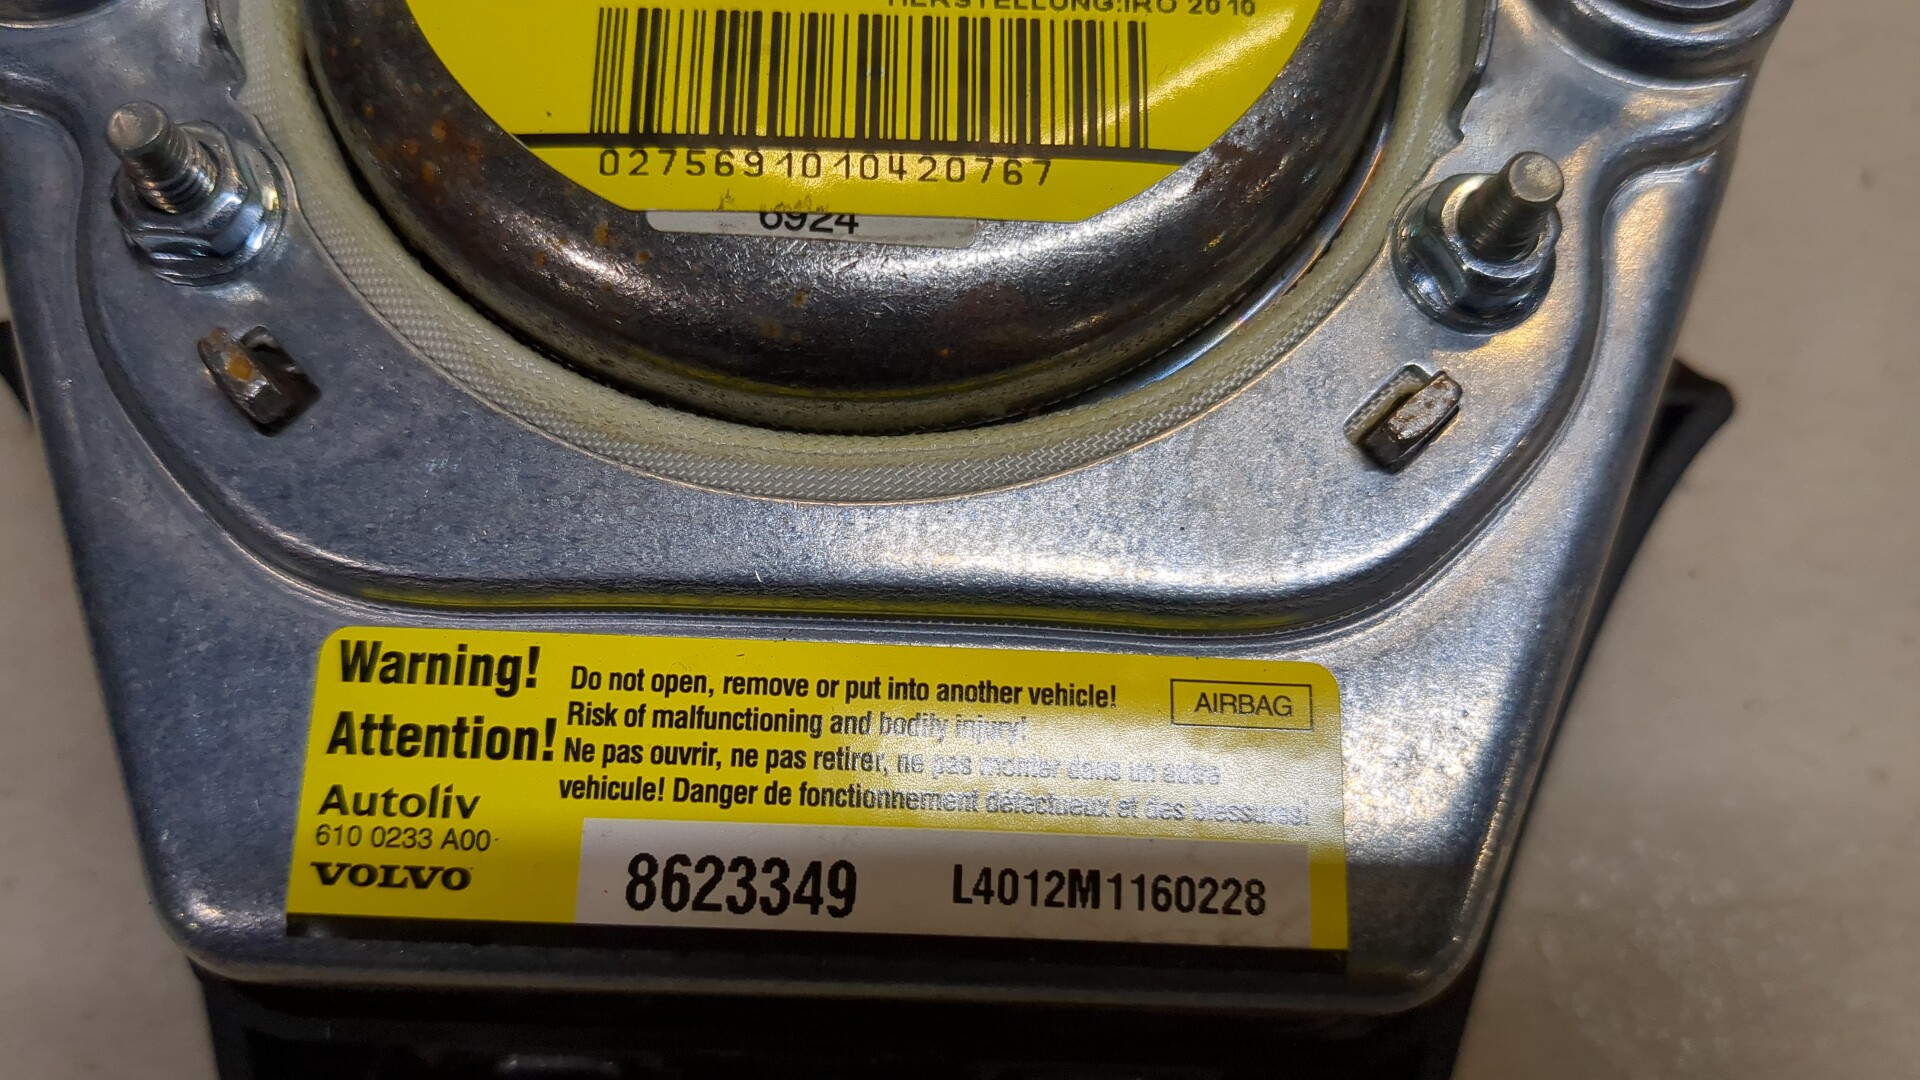 HERSTELLUNG:IRO 2010
0275691010420767
6924
Warning!
Attention!
Do not open, remove or put into another vehicle!
Risk of malfunctioning and bodily injury!
Ne pas ouvrir, ne pas retirer, ne pas monter dans un autre
vehicule! Danger de fonctionnement défectueux et des blessures!
AIRBAG
Autoliv
610 0233 A00-
VOLVO
8623349
L4012M1160228